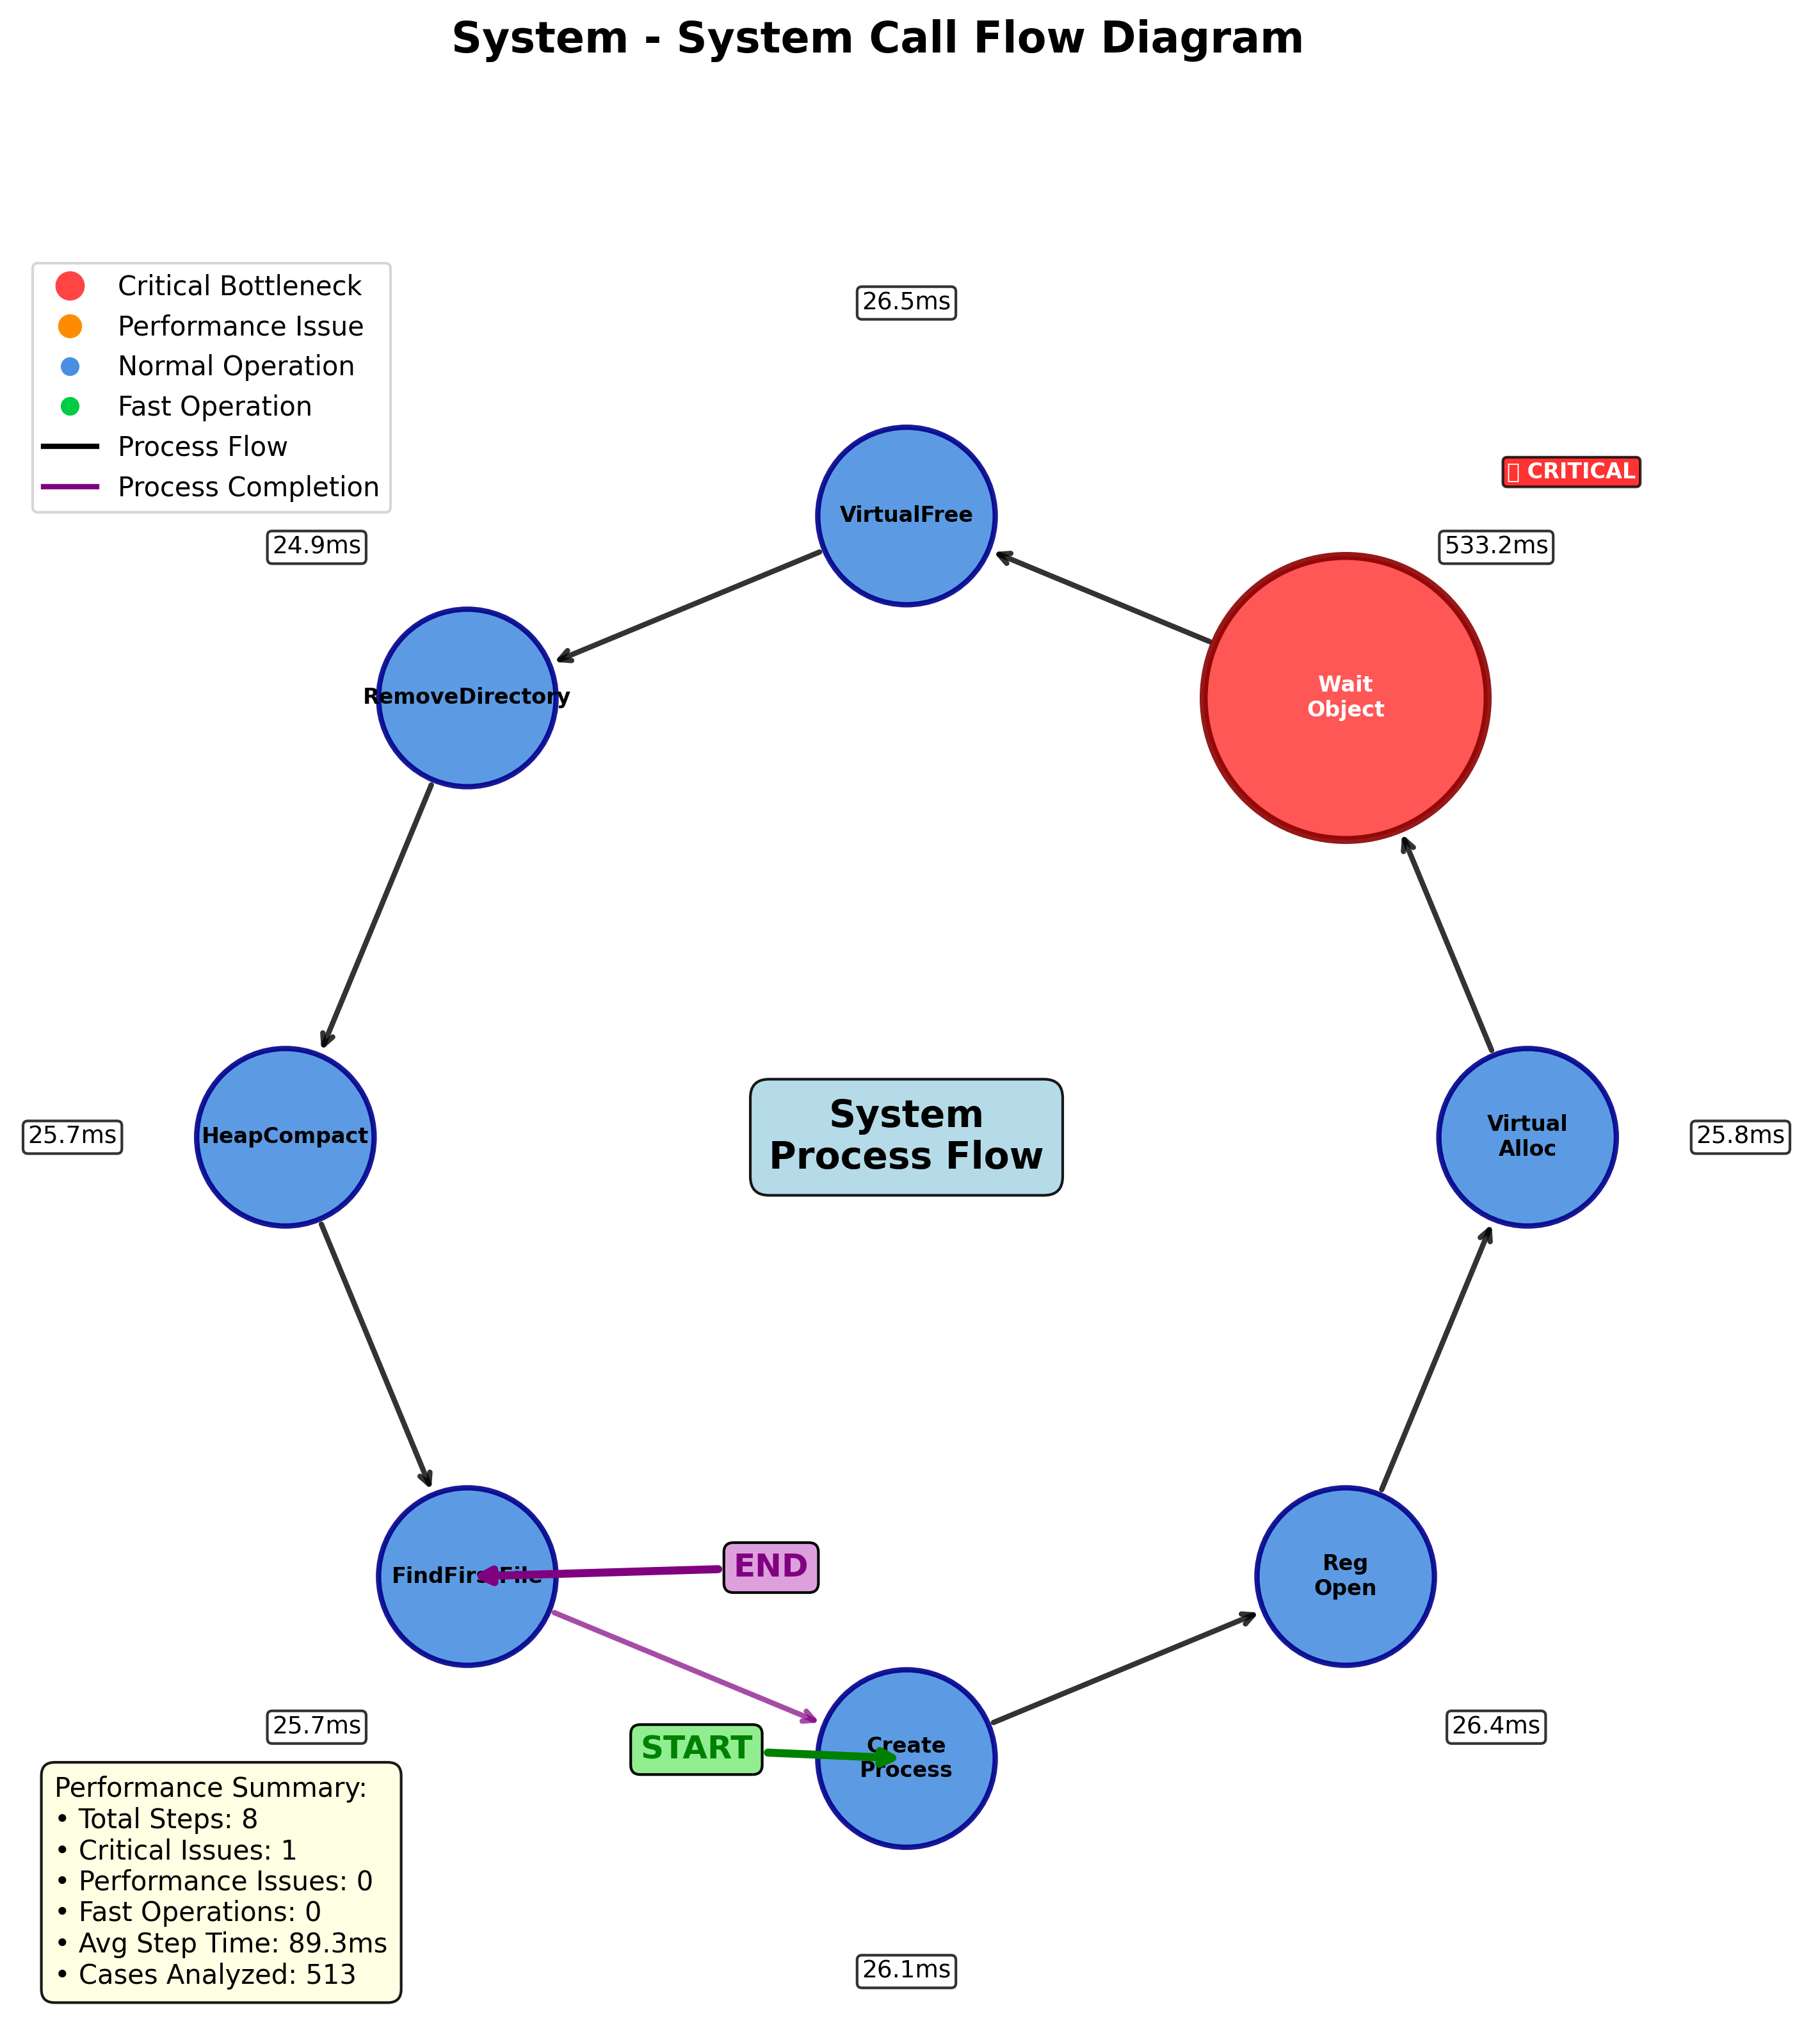 System - System Call Flow Diagram
Critical Bottleneck
Performance Issue
Normal Operation
Fast Operation
Process Flow
Process Completion
26.5ms
CRITICAL
24.9ms
533.2ms
VirtualFree
RemoveDirectory
Wait
Object
25.7ms
HeapCompact
System
Process Flow
Virtual
Alloc
25.8ms
FindFirstFile
END
Reg
Open
25.7ms
START
Create
Process
26.4ms
Performance Summary:
• Total Steps: 8
• Critical Issues: 1
• Performance Issues: 0
• Fast Operations: 0
• Avg Step Time: 89.3ms
• Cases Analyzed: 513
26.1ms